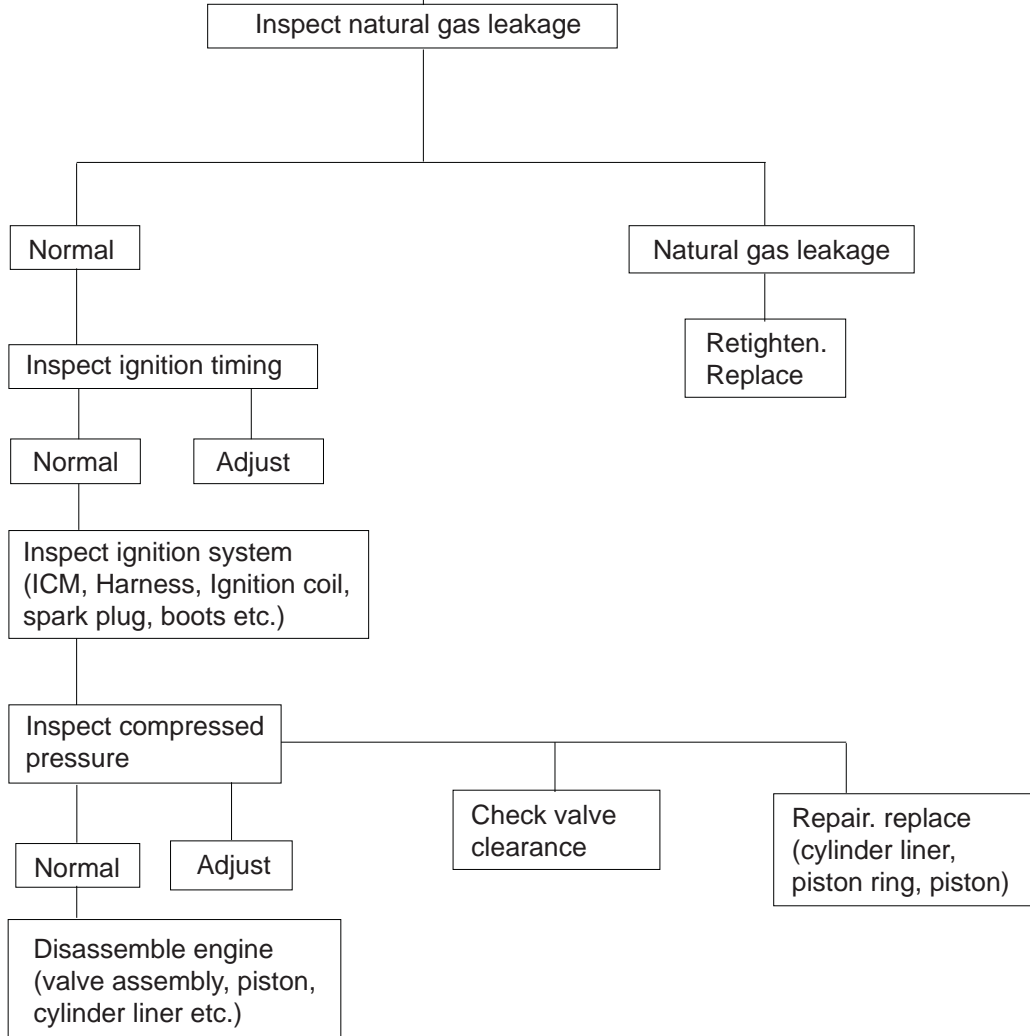 Inspect natural gas leakage
Normal
Natural gas leakage
Retighten.
Replace
Inspect ignition timing
Normal
Adjust
Inspect ignition system
(ICM, Harness, Ignition coil,
spark plug, boots etc.)
Inspect compressed
pressure
Check valve
clearance
Repair. replace
(cylinder liner,
piston ring, piston)
Normal
Adjust
Disassemble engine
(valve assembly, piston,
cylinder liner etc.)